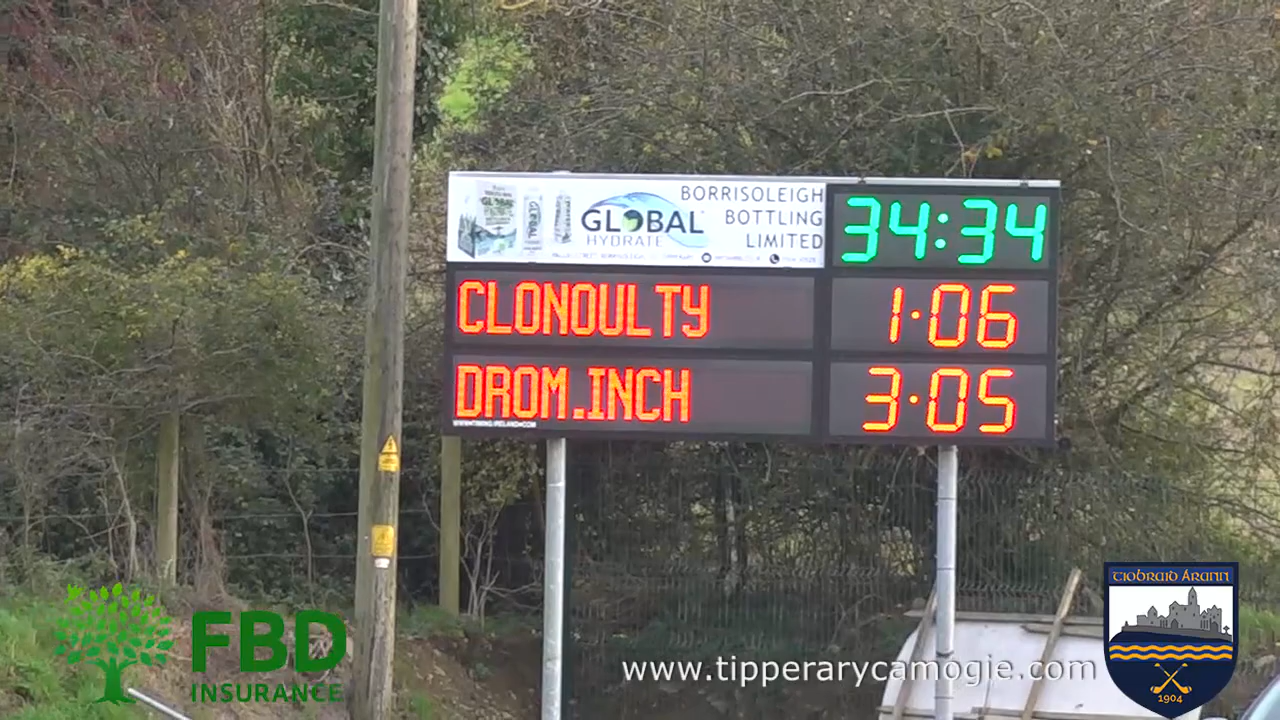 GLOBAL
HYDRATE
BORRISOLEIGH
BOTTLING
LIMITED
34:34
CLONOULTY 1·06
DROM.INCH 3·05
FBD
INSURANCE
www.tipperarycamogie.com
Tiobraid Árann
1904